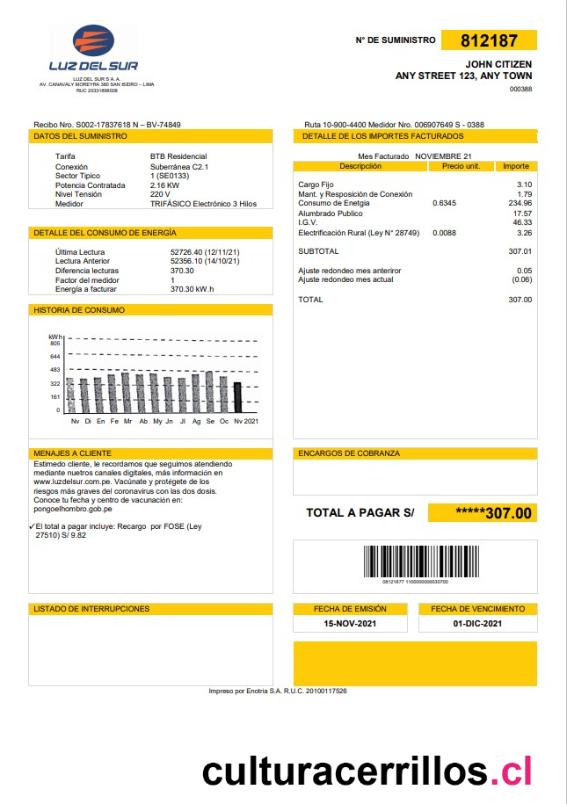 LUZ DEL SUR
LUZ DEL SUR S A. A.
AV. CANAVALY MOREYRA 380 SAN ISIDRO – LIMA
RUC 20331898008
N° DE SUMINISTRO 812187
JOHN CITIZEN
ANY STREET 123, ANY TOWN
000388
Recibo Nro. S002-17837618 N – BV-74849
Ruta 10-900-4400 Medidor Nro. 006907649 S - 0388
DATOS DEL SUMINISTRO
Tarifa BTB Residencial
Conexión Suberránea C2.1
Sector Tipico 1 (SE0133)
Potencia Contratada 2.16 KW
Nivel Tensión 220 V
Medidor TRIFÁSICO Electrónico 3 Hilos
DETALLE DEL CONSUMO DE ENERGÍA
Última Lectura 52726.40 (12/11/21)
Lectura Anterior 52356.10 (14/10/21)
Diferencia lecturas 370.30
Factor del medidor 1
Energía a facturar 370.30 kW.h
HISTORIA DE CONSUMO
kW h
805
644
483
322
161
0
Nv Di En Fe Mr Ab My Jn Jl Ag Se Oc Nv 2021
DETALLE DE LOS IMPORTES FACTURADOS
Mes Facturado NOVIEMBRE 21
Descripción Precio unit. Importe
Cargo Fijo 3.10
Mant. y Resposición de Conexión 1.79
Consumo de Enetgia 0.6345 234.96
Alumbrado Publico 17.57
I.G.V. 46.33
Electrificación Rural (Ley N° 28749) 0.0088 3.26
SUBTOTAL 307.01
Ajuste redondeo mes anteriror 0.05
Ajuste redondeo mes actual (0.06)
TOTAL 307.00
MENAJES A CLIENTE
Estimedo cliente, le recordamos que seguimos atendiendo
mediante nuetros canales digitales, más información en
www.luzdelsur.com.pe. Vacúnate y protégete de los
riesgos más graves del coronavirus con las dos dosis.
Conoce tu fecha y centro de vacunación en:
pongoelhombro.gob.pe
✓El total a pagar incluye: Recargo por FOSE (Ley
27510) S/ 9.82
ENCARGOS DE COBRANZA
TOTAL A PAGAR S/ *****307.00
LISTADO DE INTERRUPCIONES
FECHA DE EMISIÓN
15-NOV-2021
FECHA DE VENCIMIENTO
01-DIC-2021
Impreso por Enotria S.A. R.U.C. 20100117526
culturacerrillos.cl